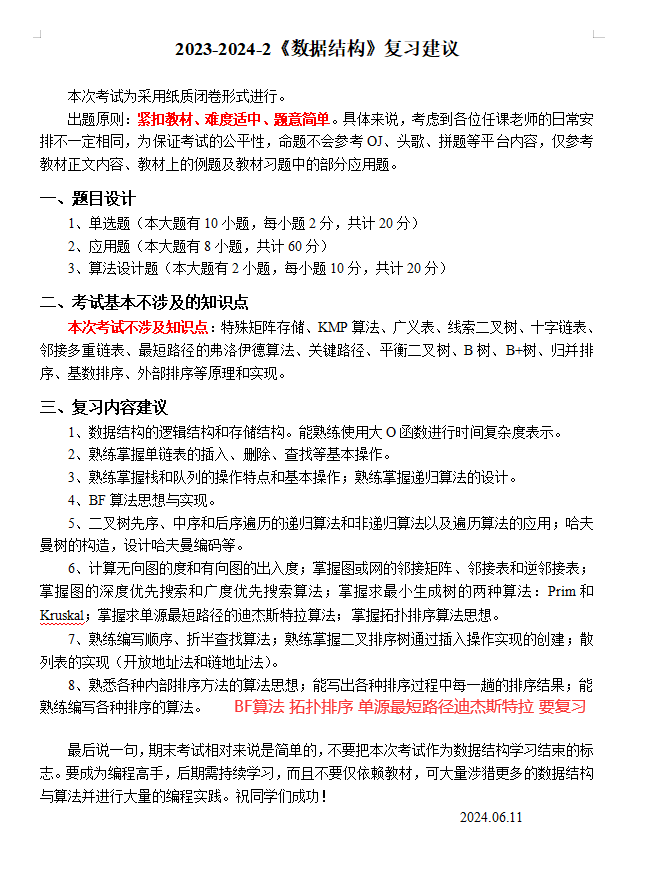 2023-2024-2《数据结构》复习建议
本次考试为采用纸质闭卷形式进行。
出题原则：紧扣教材、难度适中、题意简单。具体来说，考虑到各位任课老师的日常安
排不一定相同，为保证考试的公平性，命题不会参考 OJ、头歌、拼题等平台内容，仅参考
教材正文内容、教材上的例题及教材习题中的部分应用题。
一、题目设计
1、单选题（本大题有 10 小题，每小题 2 分，共计 20 分）
2、应用题（本大题有 8 小题，共计 60 分）
3、算法设计题（本大题有 2 小题，每小题 10 分，共计 20 分）
二、考试基本不涉及的知识点
本次考试不涉及知识点：特殊矩阵存储、KMP 算法、广义表、线索二叉树、十字链表、
邻接多重链表、最短路径的弗洛伊德算法、关键路径、平衡二叉树、B 树、B+树、归并排
序、基数排序、外部排序等原理和实现。
三、复习内容建议
1、数据结构的逻辑结构和存储结构。能熟练使用大 O 函数进行时间复杂度表示。
2、熟练掌握单链表的插入、删除、查找等基本操作。
3、熟练掌握栈和队列的操作特点和基本操作；熟练掌握递归算法的设计。
4、BF 算法思想与实现。
5、二叉树先序、中序和后序遍历的递归算法和非递归算法以及遍历算法的应用；哈夫
曼树的构造，设计哈夫曼编码等。
6、计算无向图的度和有向图的出入度；掌握图或网的邻接矩阵、邻接表和逆邻接表；
掌握图的深度优先搜索和广度优先搜索算法；掌握求最小生成树的两种算法：Prim 和
Kruskal；掌握求单源最短路径的迪杰斯特拉算法； 掌握拓扑排序算法思想。
7、熟练编写顺序、折半查找算法；熟练掌握二叉排序树通过插入操作实现的创建；散
列表的实现（开放地址法和链地址法）。
8、熟悉各种内部排序方法的算法思想；能写出各种排序过程中每一趟的排序结果；能
熟练编写各种排序的算法。 BF算法 拓扑排序 单源最短路径迪杰斯特拉 要复习
最后说一句，期末考试相对来说是简单的，不要把本次考试作为数据结构学习结束的标
志。要成为编程高手，后期需持续学习，而且不要仅依赖教材，可大量涉猎更多的数据结构
与算法并进行大量的编程实践。祝同学们成功！
2024.06.11